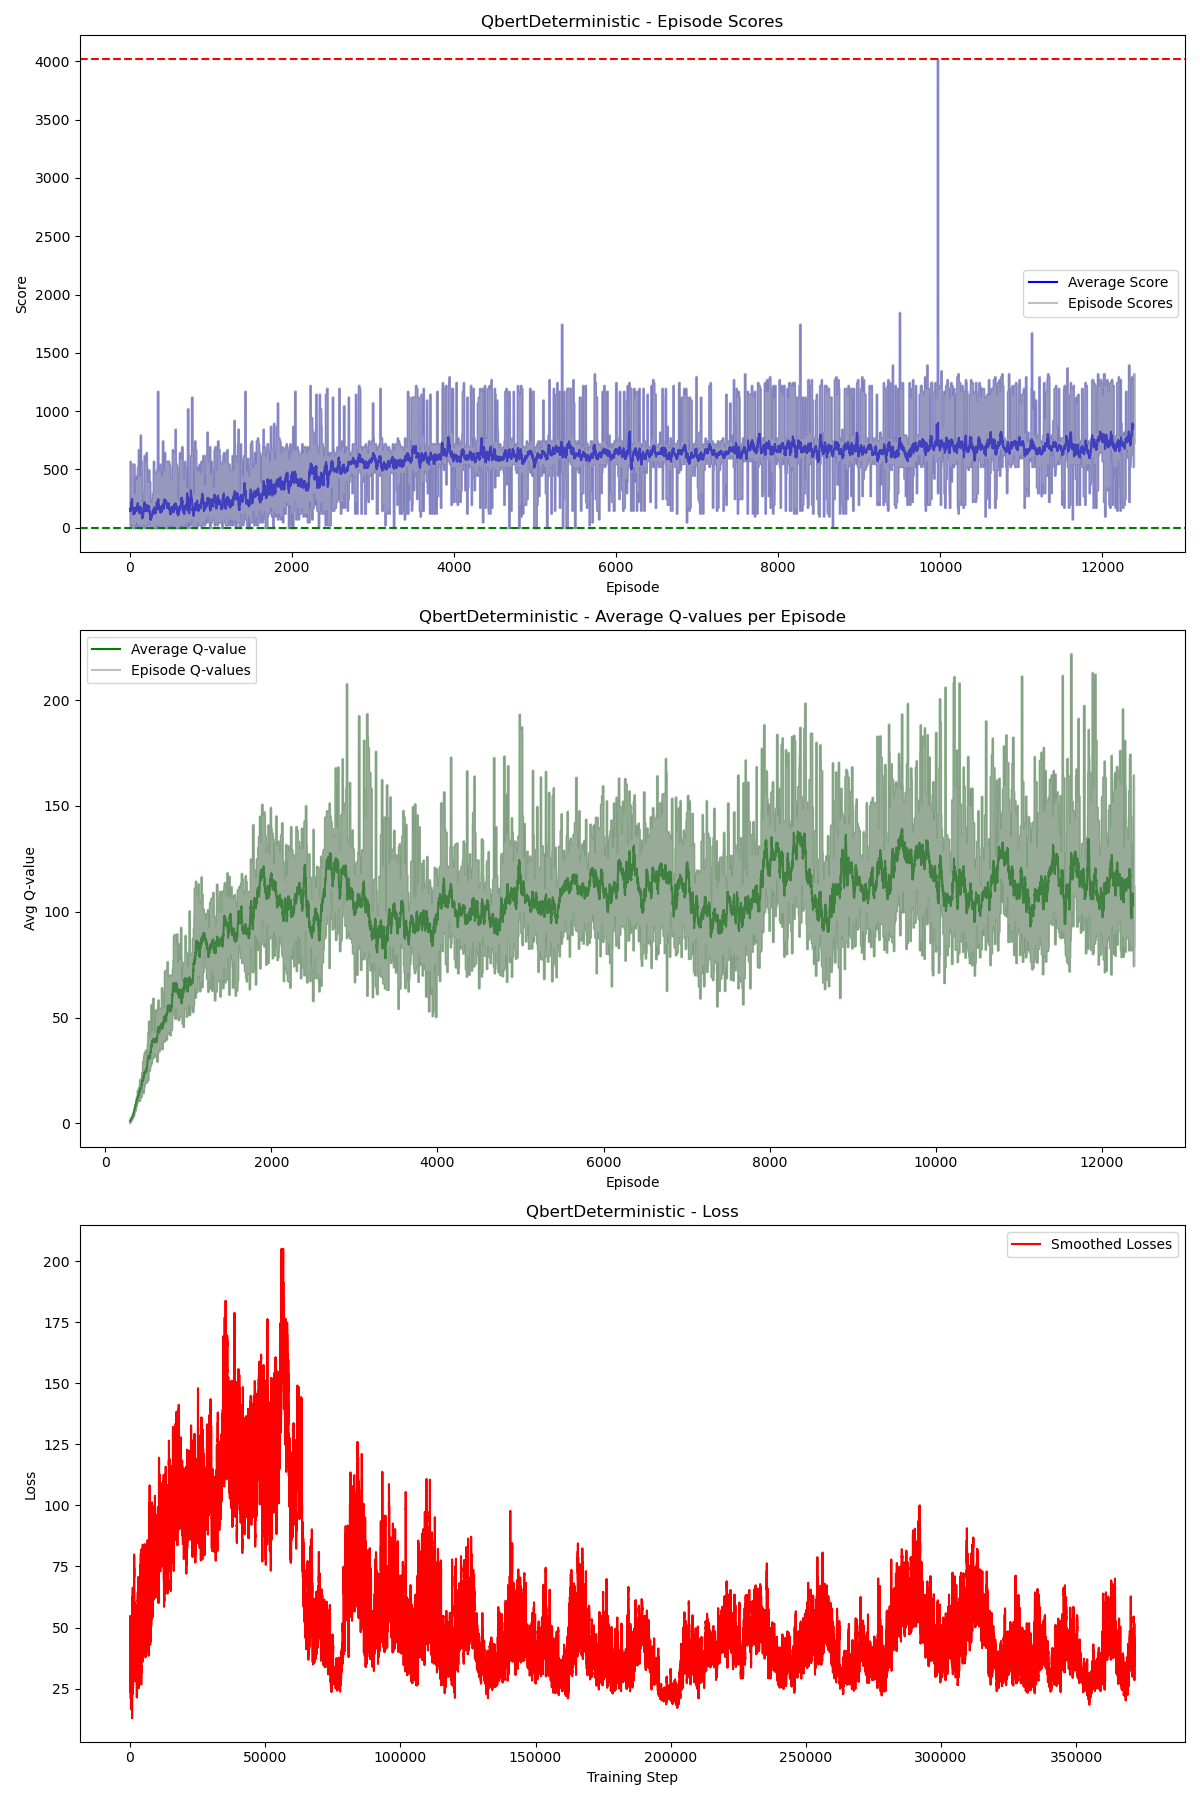 QbertDeterministic - Episode Scores
4000
3500
3000
2500
2000
1500
1000
500
0
Score
Average Score
Episode Scores
0 2000 4000 6000 8000 10000 12000
Episode
QbertDeterministic - Average Q-values per Episode
Average Q-value
Episode Q-values
200
150
100
50
0
Avg Q-value
0 2000 4000 6000 8000 10000 12000
Episode
QbertDeterministic - Loss
Smoothed Losses
200
175
150
125
100
75
50
25
Loss
0 50000 100000 150000 200000 250000 300000 350000
Training Step